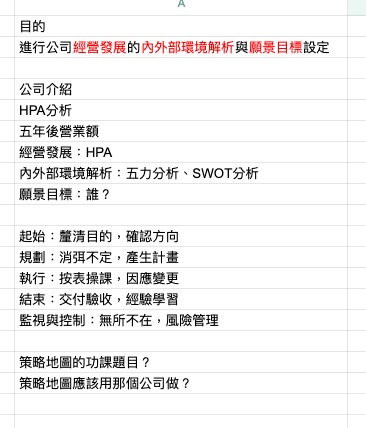 A
目的
進行公司經營發展的內外部環境解析與願景目標設定
公司介紹
HPA分析
五年後營業額
經營發展：HPA
內外部環境解析：五力分析、SWOT分析
願景目標：誰？
起始：釐清目的，確認方向
規劃：消弭不定，產生計畫
執行：按表操課，因應變更
結束：交付驗收，經驗學習
監視與控制：無所不在，風險管理
策略地圖的功課題目？
策略地圖應該用那個公司做？